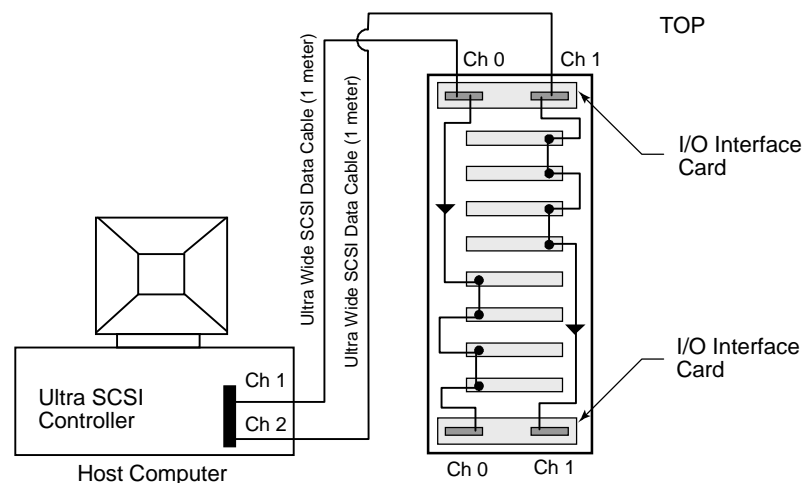 TOP
Ch 0
Ch 1
Ultra Wide SCSI Data Cable (1 meter)
Ultra Wide SCSI Data Cable (1 meter)
I/O Interface
Card
I/O Interface
Card
Ultra SCSI
Controller
Ch 1
Ch 2
Host Computer
Ch 0
Ch 1